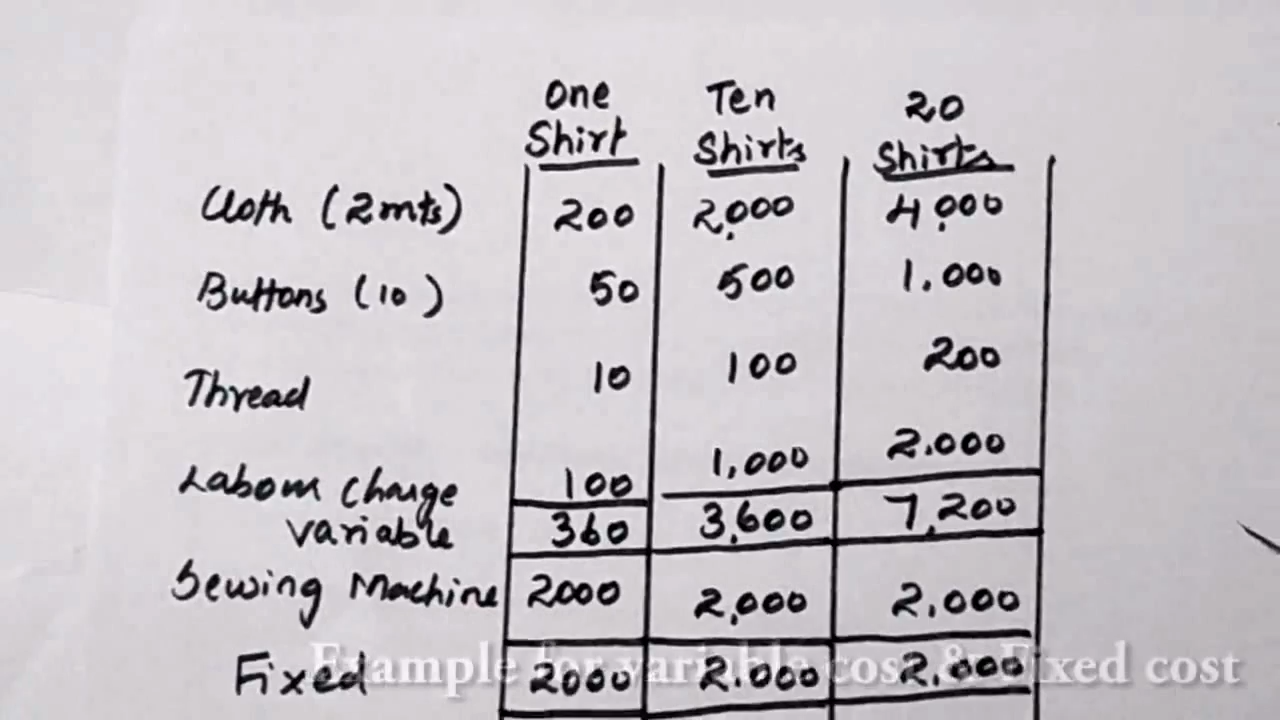 One Ten 20
Shirt Shirts Shirts
Cloth (2mts) 200 2,000 4,000
Buttons (10) 50 500 1,000
Thread 10 100 200
Labour Charge 100 1,000 2,000
variable 360 3,600 7,200
Sewing Machine 2000 2,000 2,000
Fixed 2000 2,000 2,000
Example for variable cost & Fixed cost